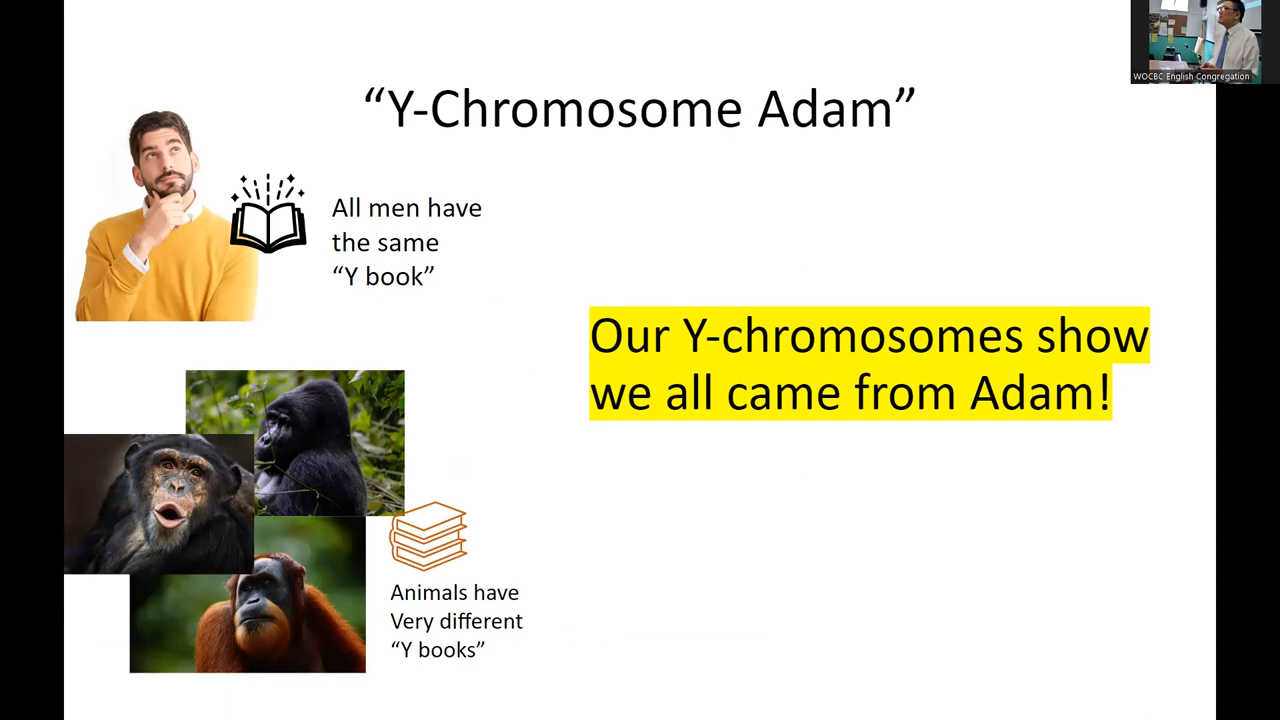 WOCBC English Congregation
“Y-Chromosome Adam”
All men have
the same
“Y book”
Our Y-chromosomes show
we all came from Adam!
Animals have
Very different
“Y books”